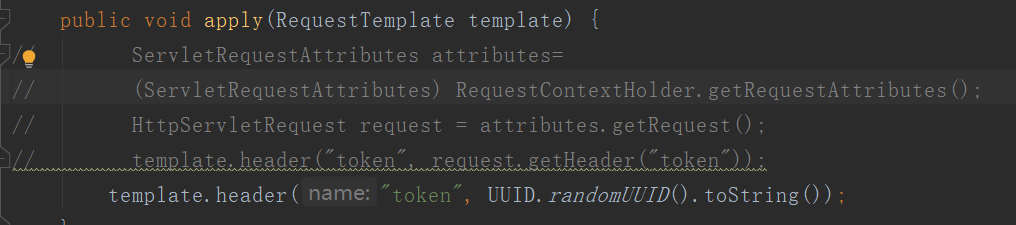 public void apply(RequestTemplate template) {
//        ServletRequestAttributes attributes=
//        (ServletRequestAttributes) RequestContextHolder.getRequestAttributes();
//        HttpServletRequest request = attributes.getRequest();
//        template.header("token", request.getHeader("token"));
template.header( name: "token", UUID.randomUUID().toString());